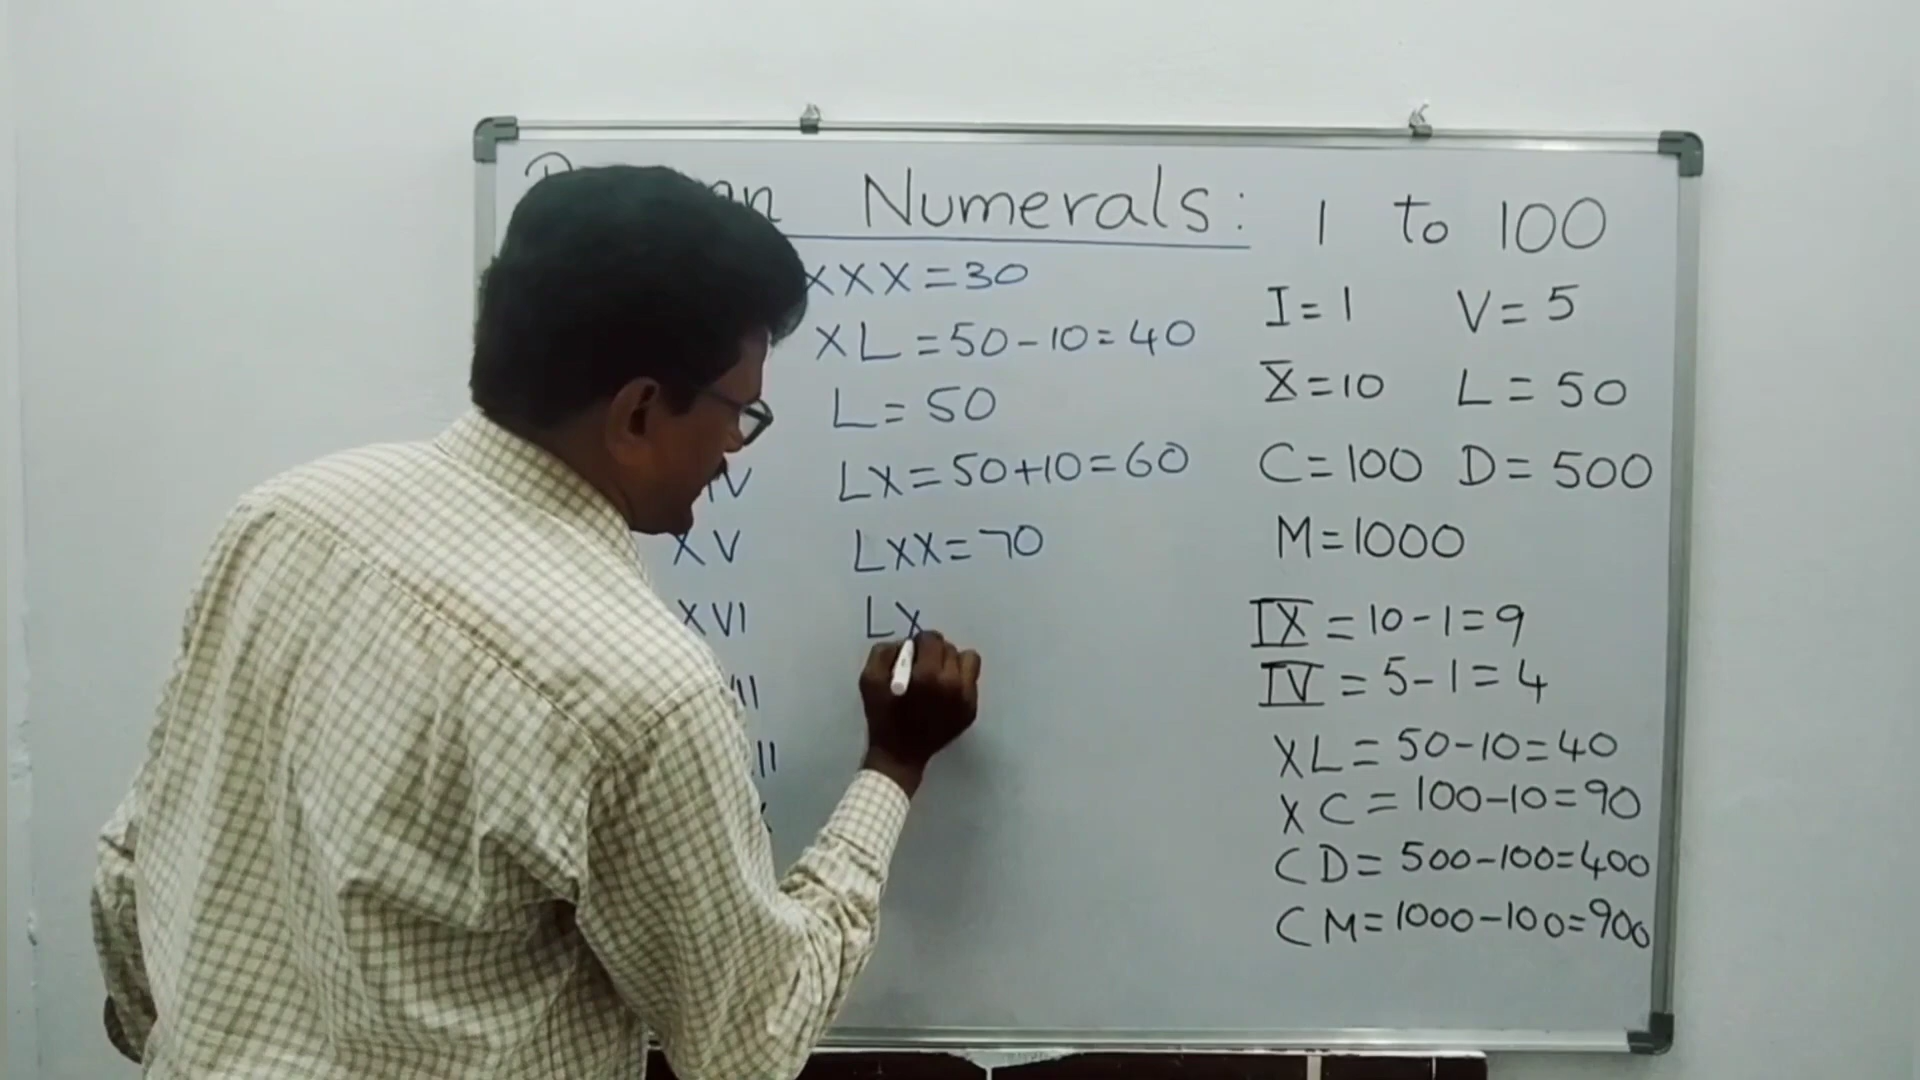 Numerals: 1 to 100
XXX = 30
XL = 50 - 10 = 40
L = 50
LX = 50 + 10 = 60
LXX = 70
LX
XV
XVI
I = 1 V = 5
X = 10 L = 50
C = 100 D = 500
M = 1000
IX = 10 - 1 = 9
IV = 5 - 1 = 4
XL = 50 - 10 = 40
XC = 100 - 10 = 90
CD = 500 - 100 = 400
CM = 1000 - 100 = 900